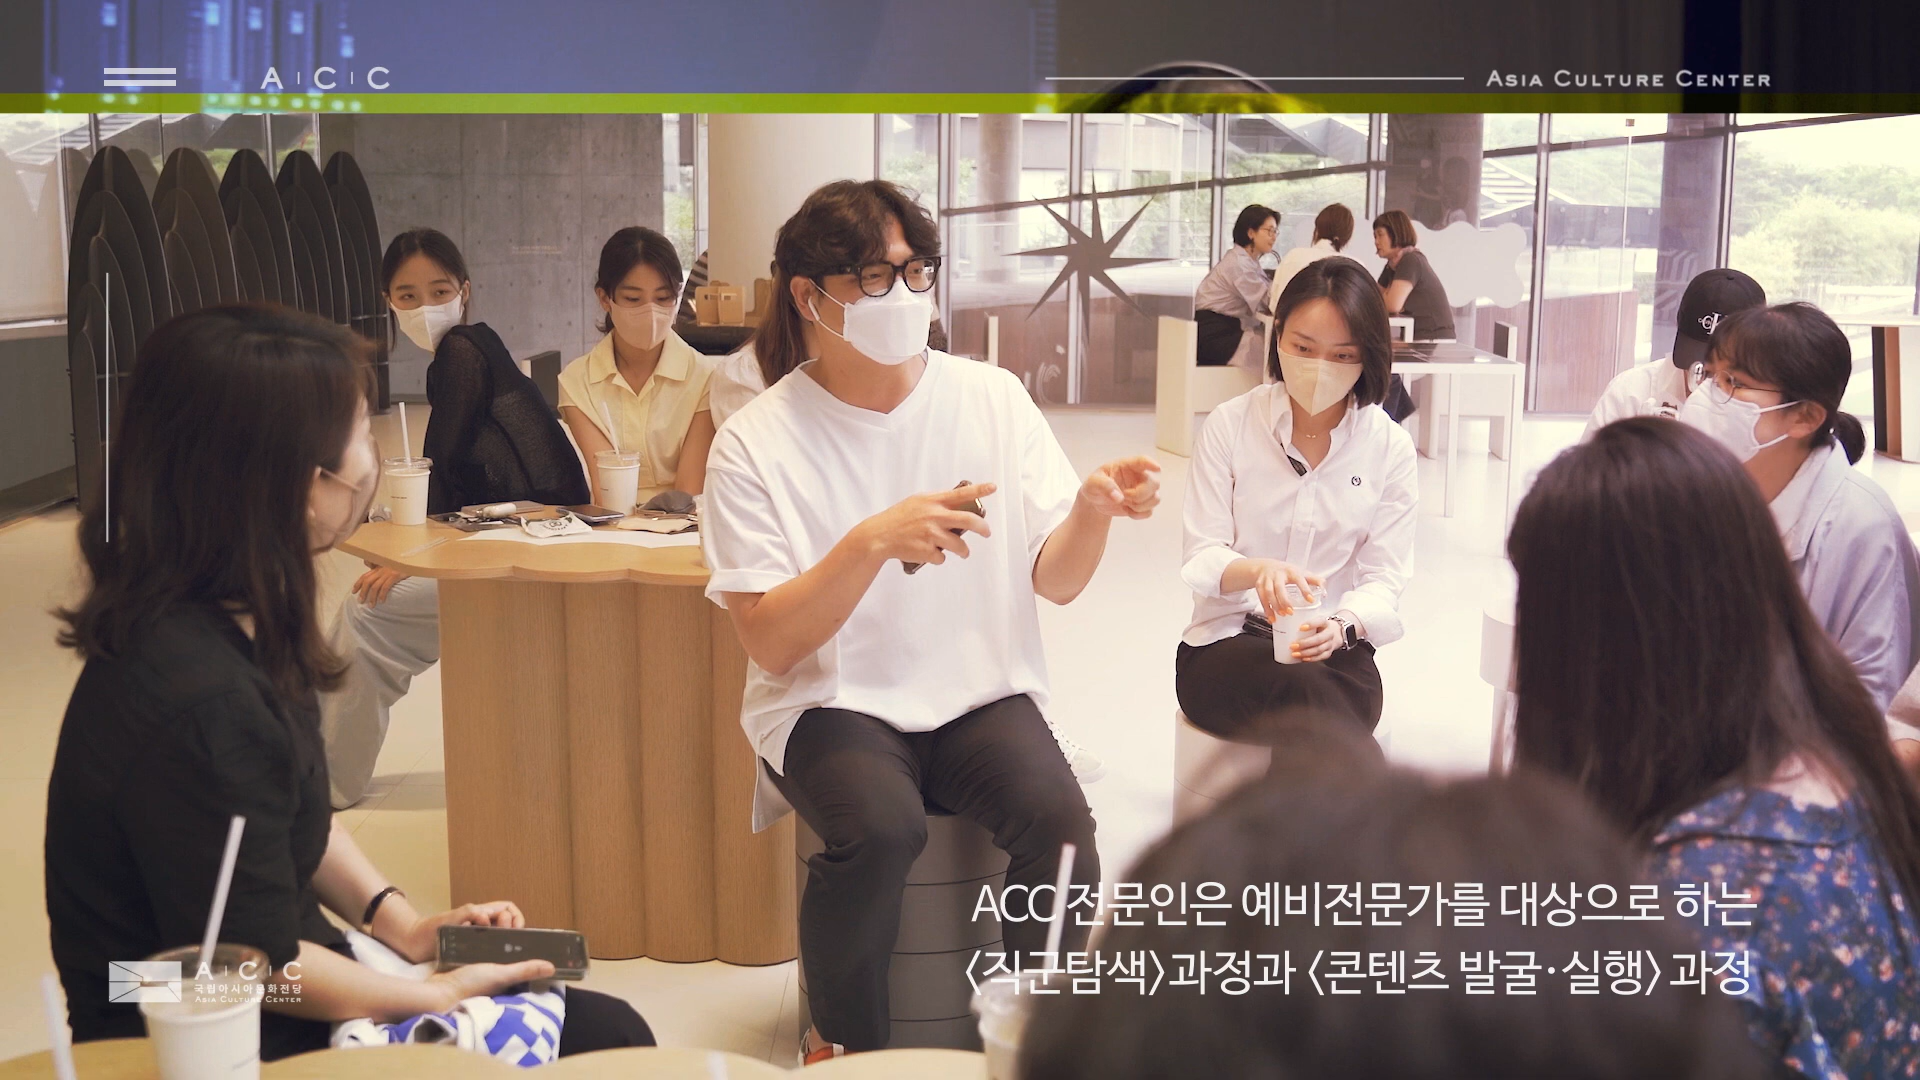 A C C
ASIA CULTURE CENTER
ACC 전문인은 예비전문가를 대상으로 하는
〈직군탐색〉과정과 〈콘텐츠 발굴·실행〉 과정
A C C
국립아시아문화전당
ASIA CULTURE CENTER